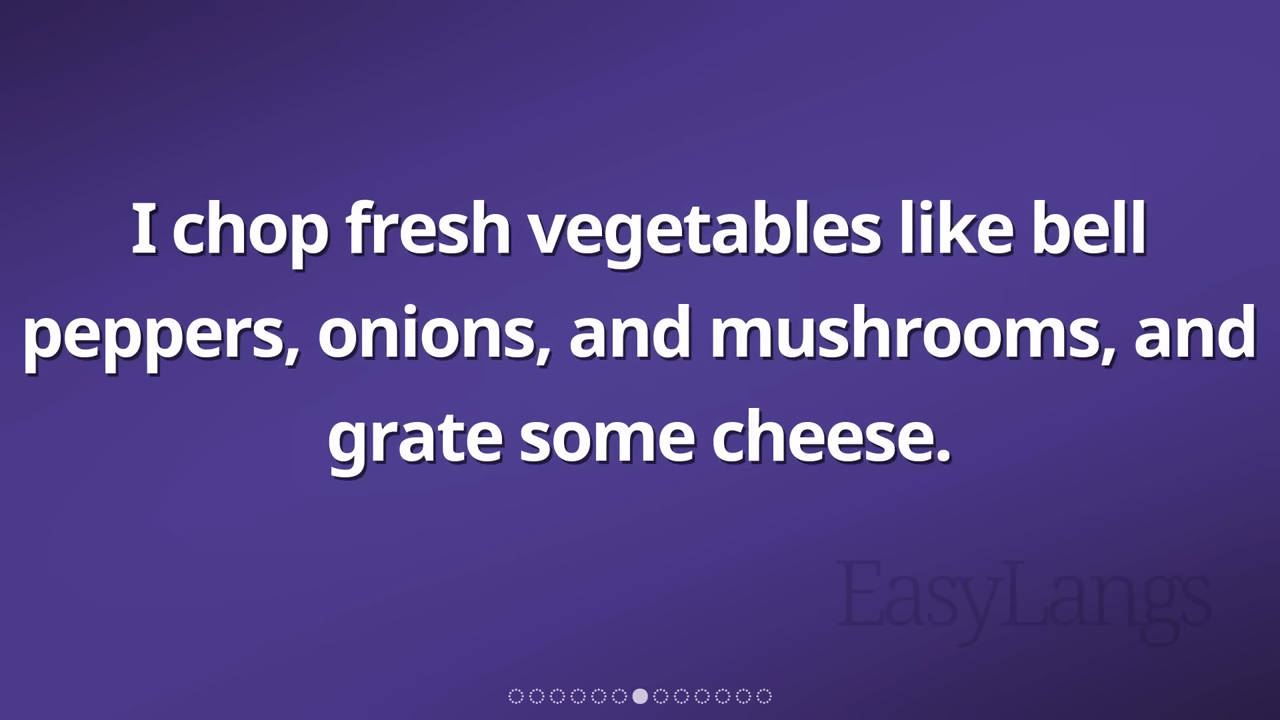 I chop fresh vegetables like bell
peppers, onions, and mushrooms, and
grate some cheese.
EasyLangs